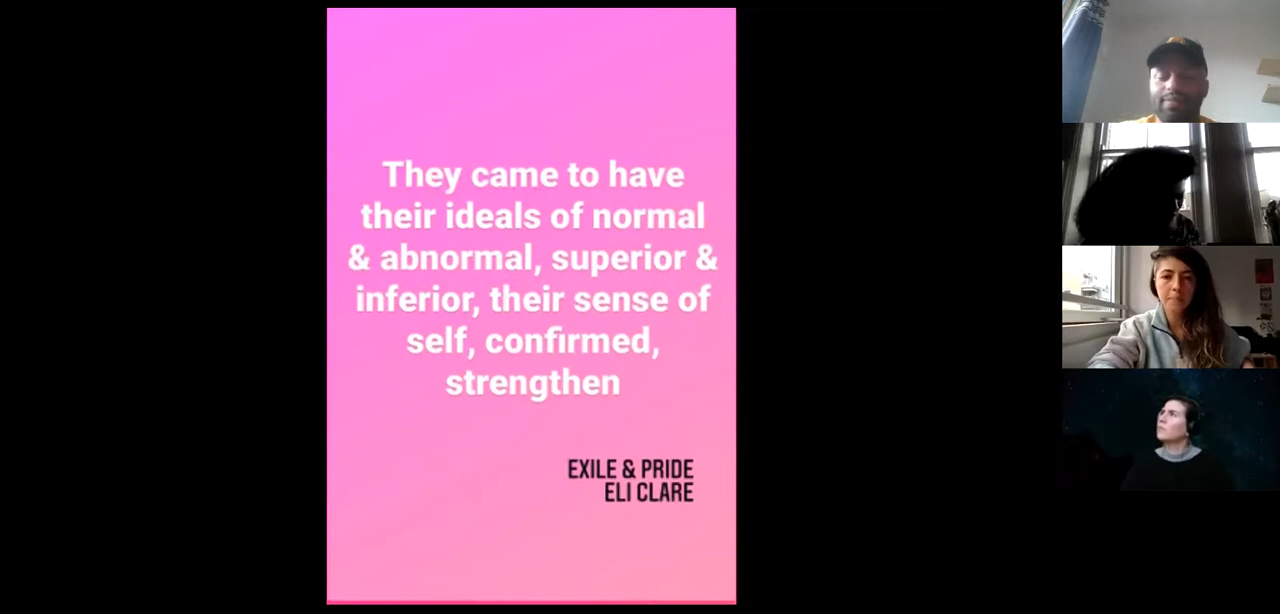 They came to have
their ideals of normal
& abnormal, superior &
inferior, their sense of
self, confirmed,
strengthen
EXILE & PRIDE
ELI CLARE